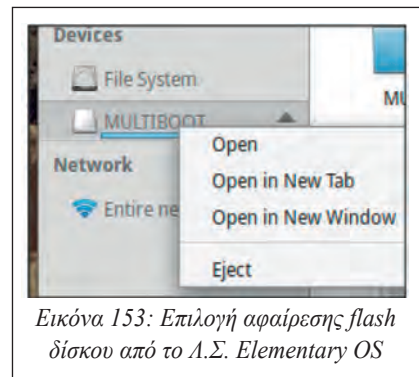 Devices
File System
MULTIBOOT
MU
Network
Entire ne
Open
Open in New Tab
Open in New Window
Eject
Εικόνα 153: Επιλογή αφαίρεσης flash
δίσκου από το Λ.Σ. Elementary OS